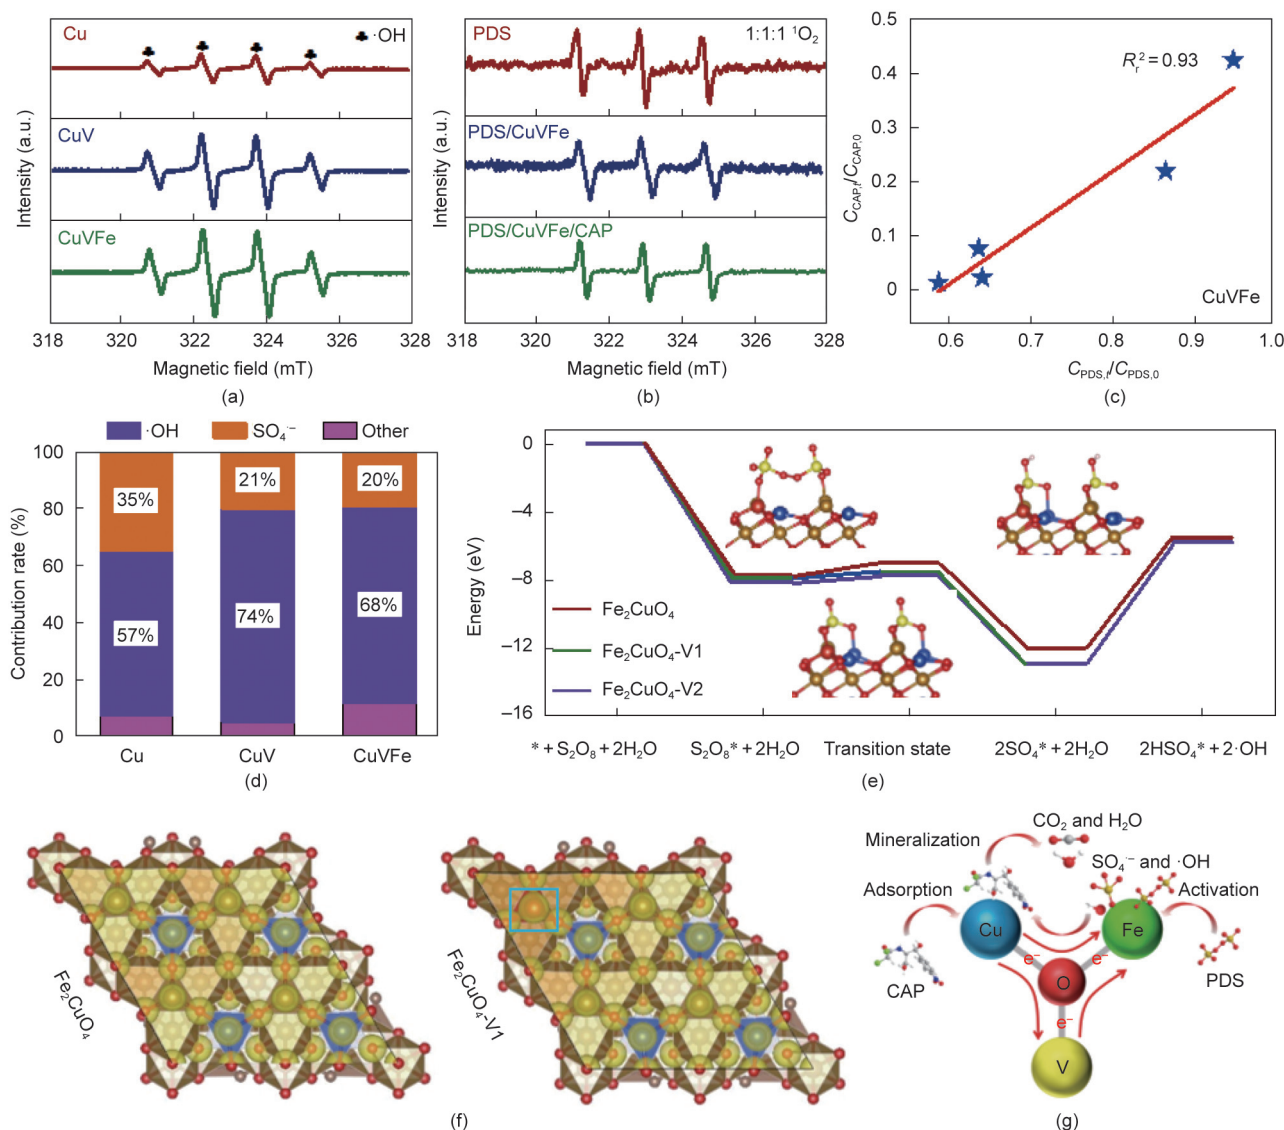 Cu
♣ ·OH
CuV
CuVFe
Intensity (a.u.)
318 320 322 324 326 328
Magnetic field (mT)
(a)
PDS
1:1:1 ¹O₂
PDS/CuVFe
PDS/CuVFe/CAP
Intensity (a.u.)
318 320 322 324 326 328
Magnetic field (mT)
(b)
0.5
0.4
0.3
0.2
0.1
0
Rᵣ² = 0.93
CuVFe
C_CAP,t/C_CAP,0
0.6 0.7 0.8 0.9 1.0
C_PDS,t/C_PDS,0
(c)
·OH SO₄·⁻ Other
100
80
60
40
20
0
Contribution rate (%)
35%
57%
21%
74%
20%
68%
Cu CuV CuVFe
(d)
0
−4
−8
−12
−16
Energy (eV)
Fe₂CuO₄
Fe₂CuO₄-V1
Fe₂CuO₄-V2
* + S₂O₈ + 2H₂O S₂O₈* + 2H₂O Transition state 2SO₄* + 2H₂O 2HSO₄* + 2·OH
(e)
Fe₂CuO₄
Fe₂CuO₄-V1
(f)
CO₂ and H₂O
Mineralization
SO₄·⁻ and ·OH
Adsorption
Activation
Cu
Fe
e⁻
e⁻
O
CAP
PDS
e⁻
V
(g)